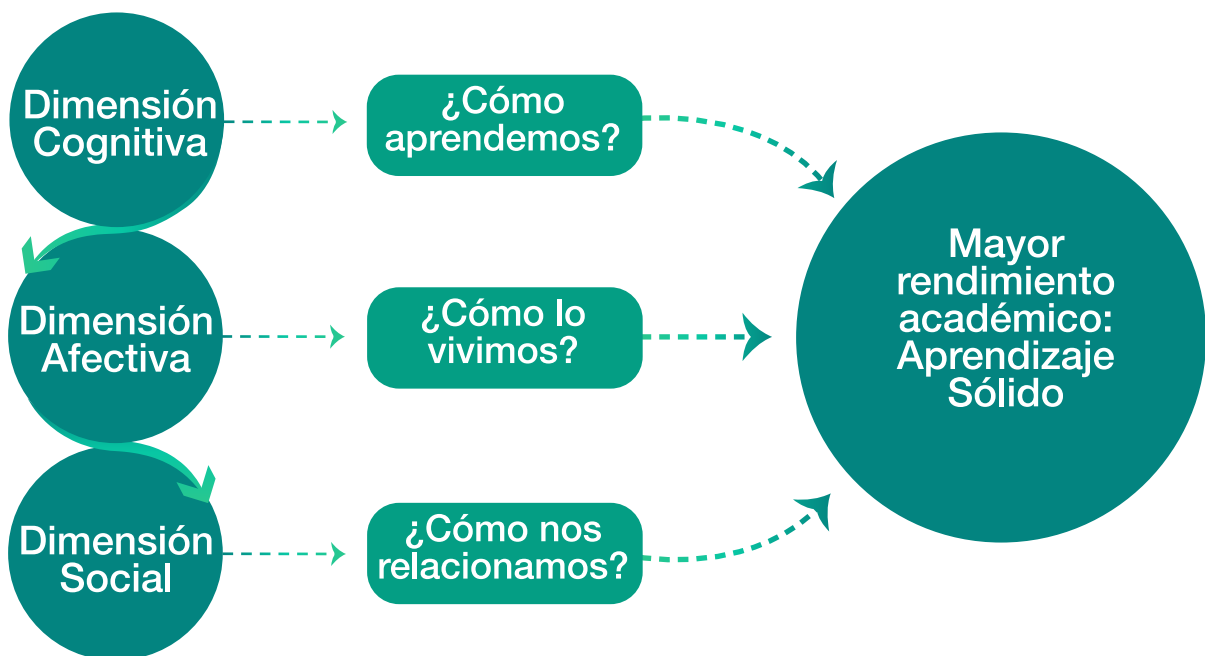 Dimensión
Cognitiva
¿Cómo
aprendemos?
Dimensión
Afectiva
¿Cómo lo
vivimos?
Dimensión
Social
¿Cómo nos
relacionamos?
Mayor
rendimiento
académico:
Aprendizaje
Sólido